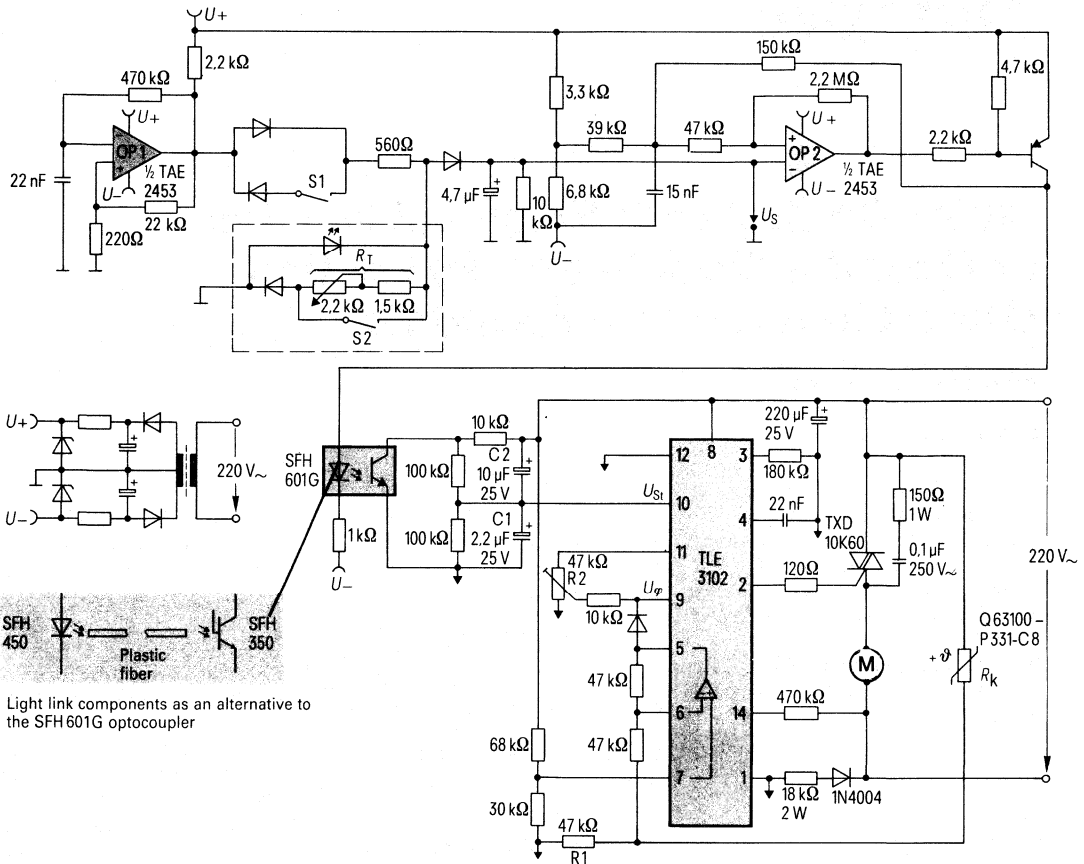 U+
2,2 kΩ
470 kΩ
U+
OP 1
-
+
½ TAE
2453
U-
22 nF
22 kΩ
220Ω
S1
560Ω
4,7 µF
+
10
kΩ
3,3 kΩ
39 kΩ
6,8 kΩ
U-
15 nF
47 kΩ
150 kΩ
2,2 MΩ
U+
+
OP 2
-
½ TAE
2453
U-
U_S
2,2 kΩ
4,7 kΩ
R_T
2,2 kΩ
1,5 kΩ
S2
U+
+
+
U-
220 V~
SFH
601G
1 kΩ
U-
10 kΩ
100 kΩ
C2
10 µF
25 V
+
U_St
100 kΩ
C1
2,2 µF
25 V
+
47 kΩ
R2
10 kΩ
U_φ
47 kΩ
47 kΩ
68 kΩ
30 kΩ
47 kΩ
R1
12
8
3
10
4
11
TLE
3102
2
9
5
6
14
7
1
220 µF
25 V
+
180 kΩ
22 nF
TXD
10K60
120Ω
150Ω
1 W
0,1 µF
250 V~
220 V~
Q63100-
P331-C8
+ϑ
R_k
M
470 kΩ
18 kΩ
2 W
1N4004
SFH
450
Plastic
fiber
SFH
350
Light link components as an alternative to
the SFH 601G optocoupler